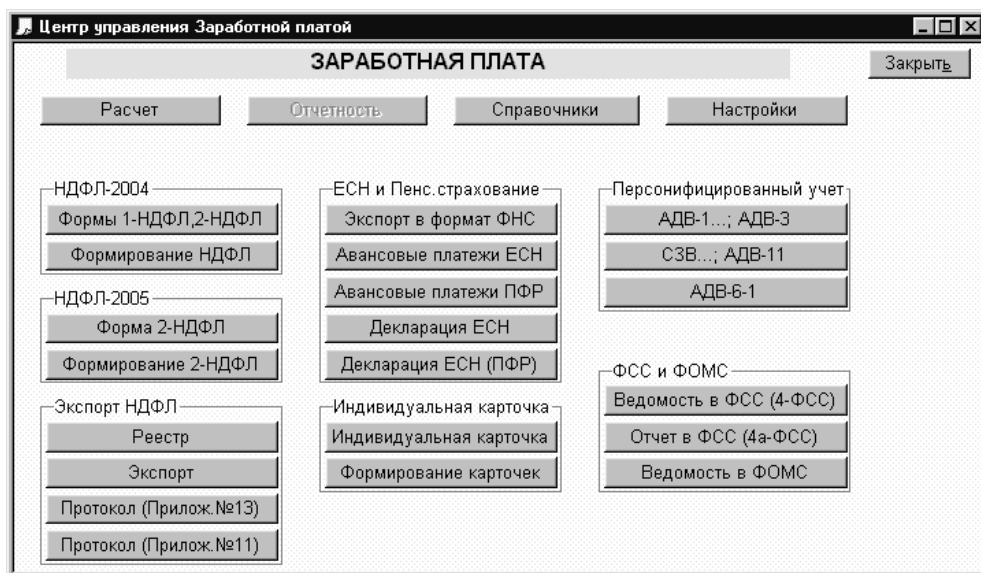 Центр управления Заработной платой
ЗАРАБОТНАЯ ПЛАТА
Закрыть
Расчет
Отчетность
Справочники
Настройки
НДФЛ-2004
Формы 1-НДФЛ,2-НДФЛ
Формирование НДФЛ
НДФЛ-2005
Форма 2-НДФЛ
Формирование 2-НДФЛ
Экспорт НДФЛ
Реестр
Экспорт
Протокол (Прилож.№13)
Протокол (Прилож.№11)
ЕСН и Пенс.страхование
Экспорт в формат ФНС
Авансовые платежи ЕСН
Авансовые платежи ПФР
Декларация ЕСН
Декларация ЕСН (ПФР)
Индивидуальная карточка
Индивидуальная карточка
Формирование карточек
Персонифицированный учет
АДВ-1...; АДВ-3
СЗВ...; АДВ-11
АДВ-6-1
ФСС и ФОМС
Ведомость в ФСС (4-ФСС)
Отчет в ФСС (4а-ФСС)
Ведомость в ФОМС